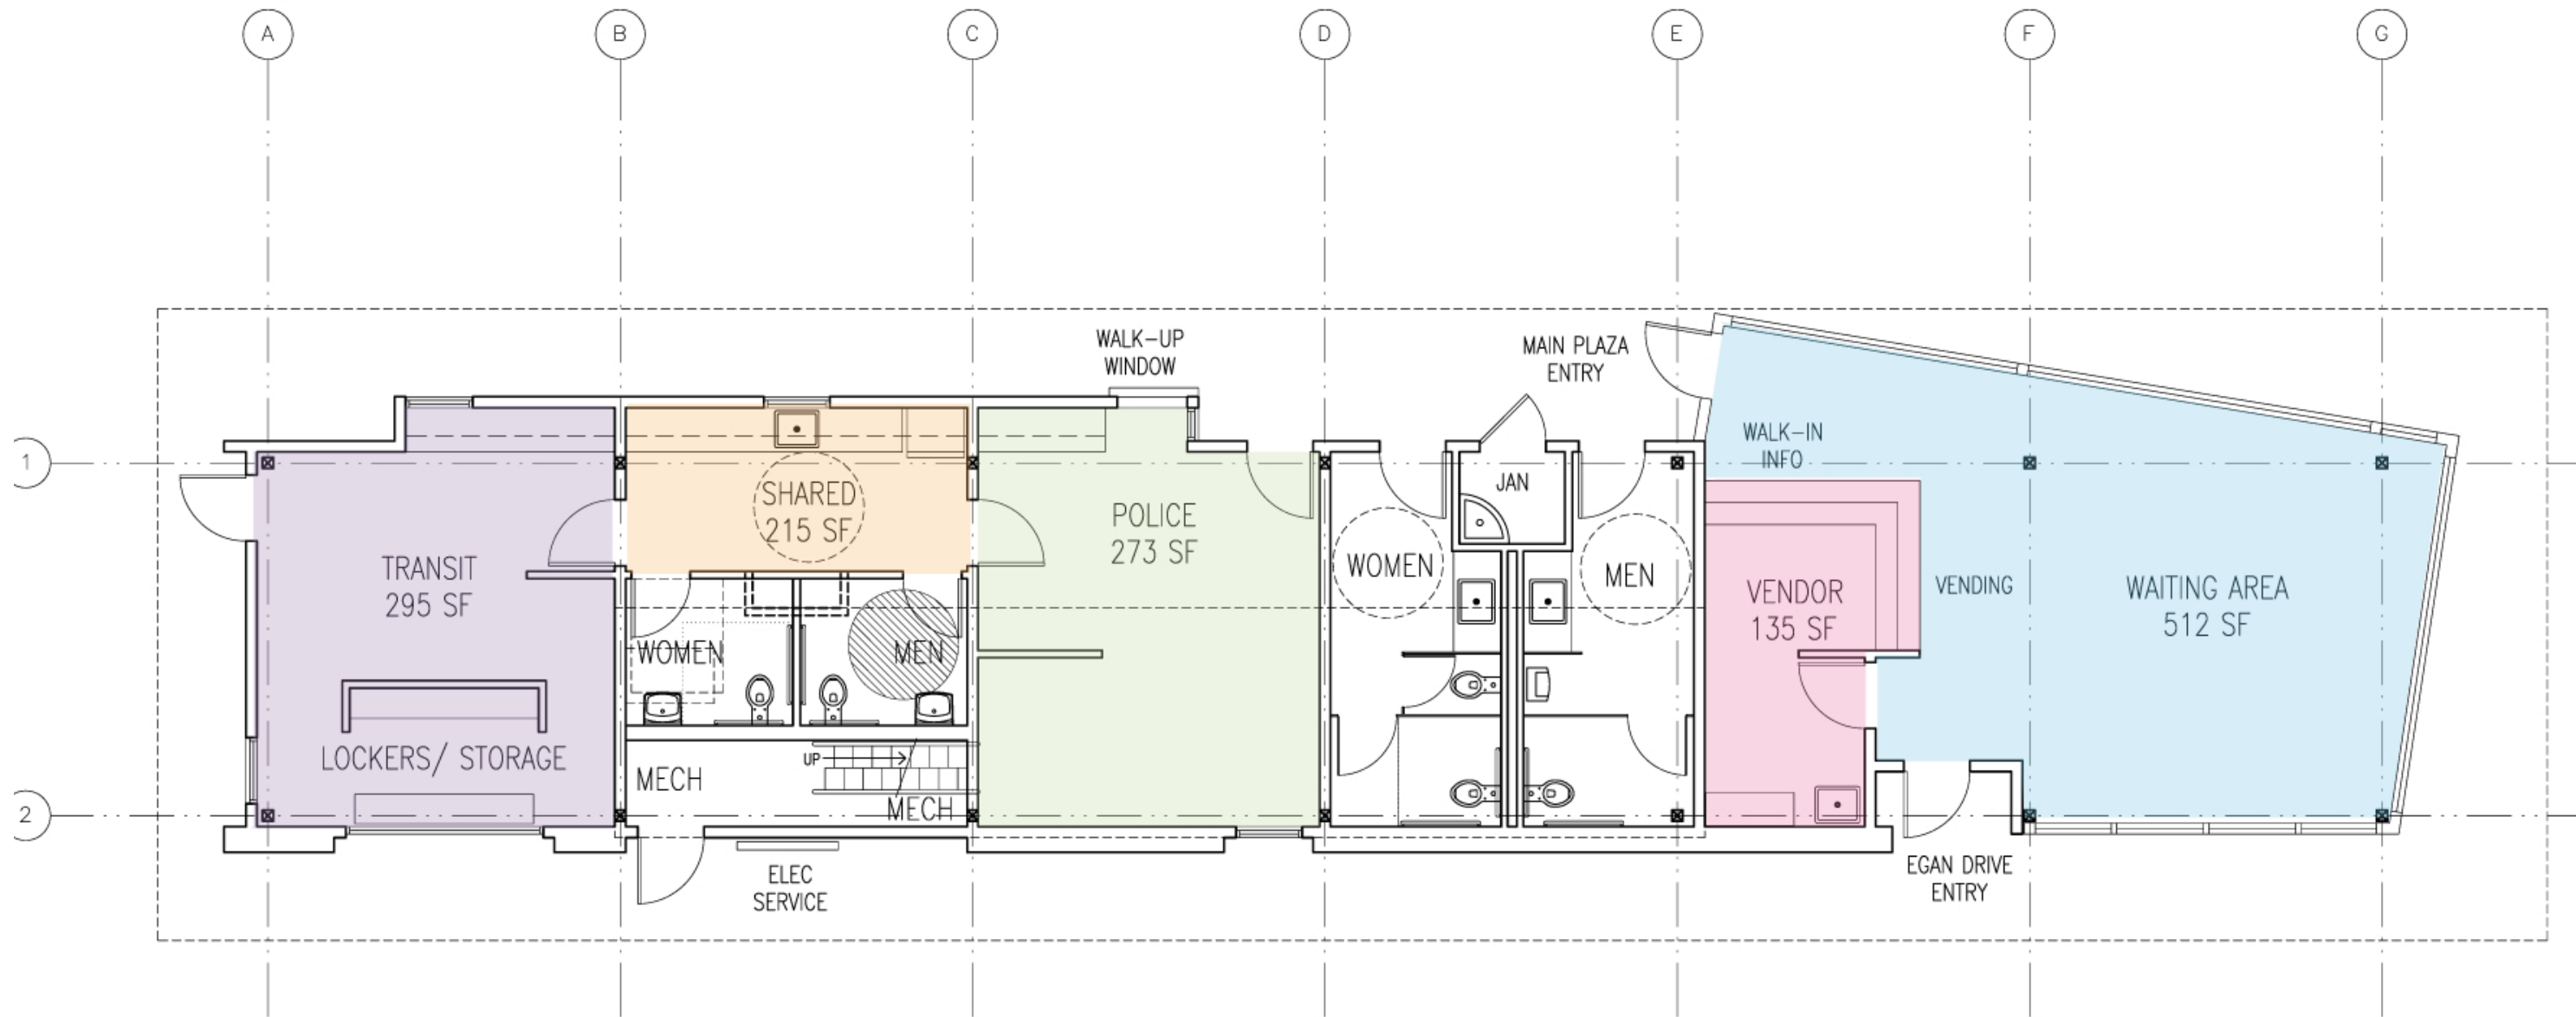 A
B
C
D
E
F
G
WALK-UP
WINDOW
MAIN PLAZA
ENTRY
1
WALK-IN
INFO
SHARED
215 SF
JAN
POLICE
273 SF
TRANSIT
295 SF
WOMEN
MEN
VENDOR
135 SF
VENDING
WAITING AREA
512 SF
WOMEN
MEN
LOCKERS/ STORAGE
UP
MECH
MECH
2
ELEC
SERVICE
EGAN DRIVE
ENTRY